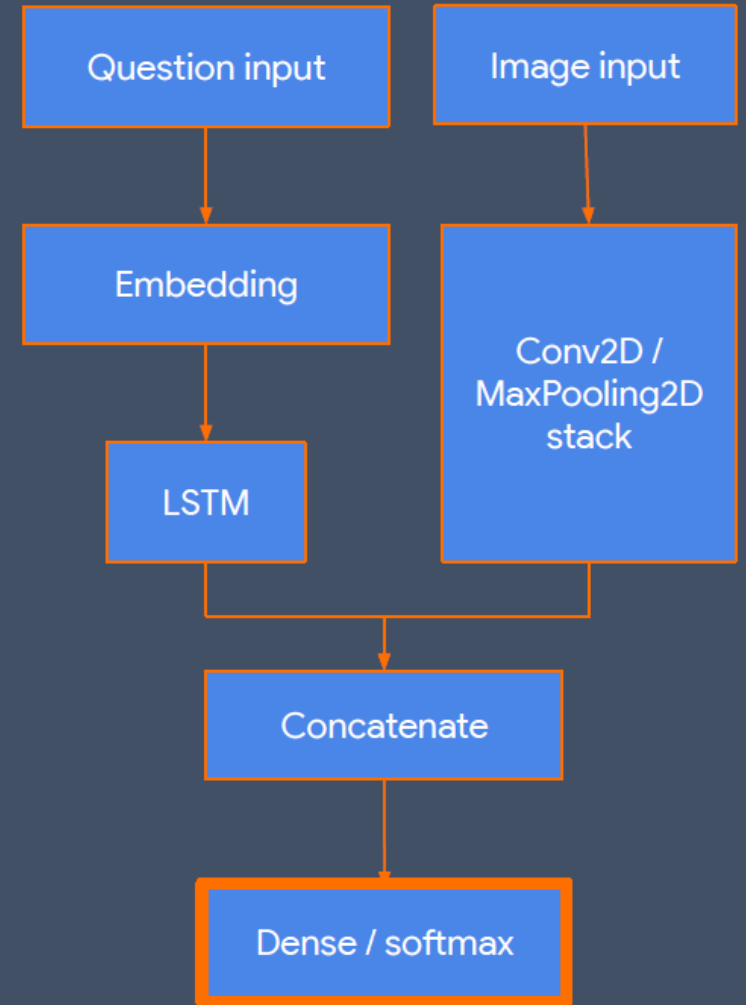 Question input
Image input
Embedding
Conv2D /
MaxPooling2D
stack
LSTM
Concatenate
Dense / softmax